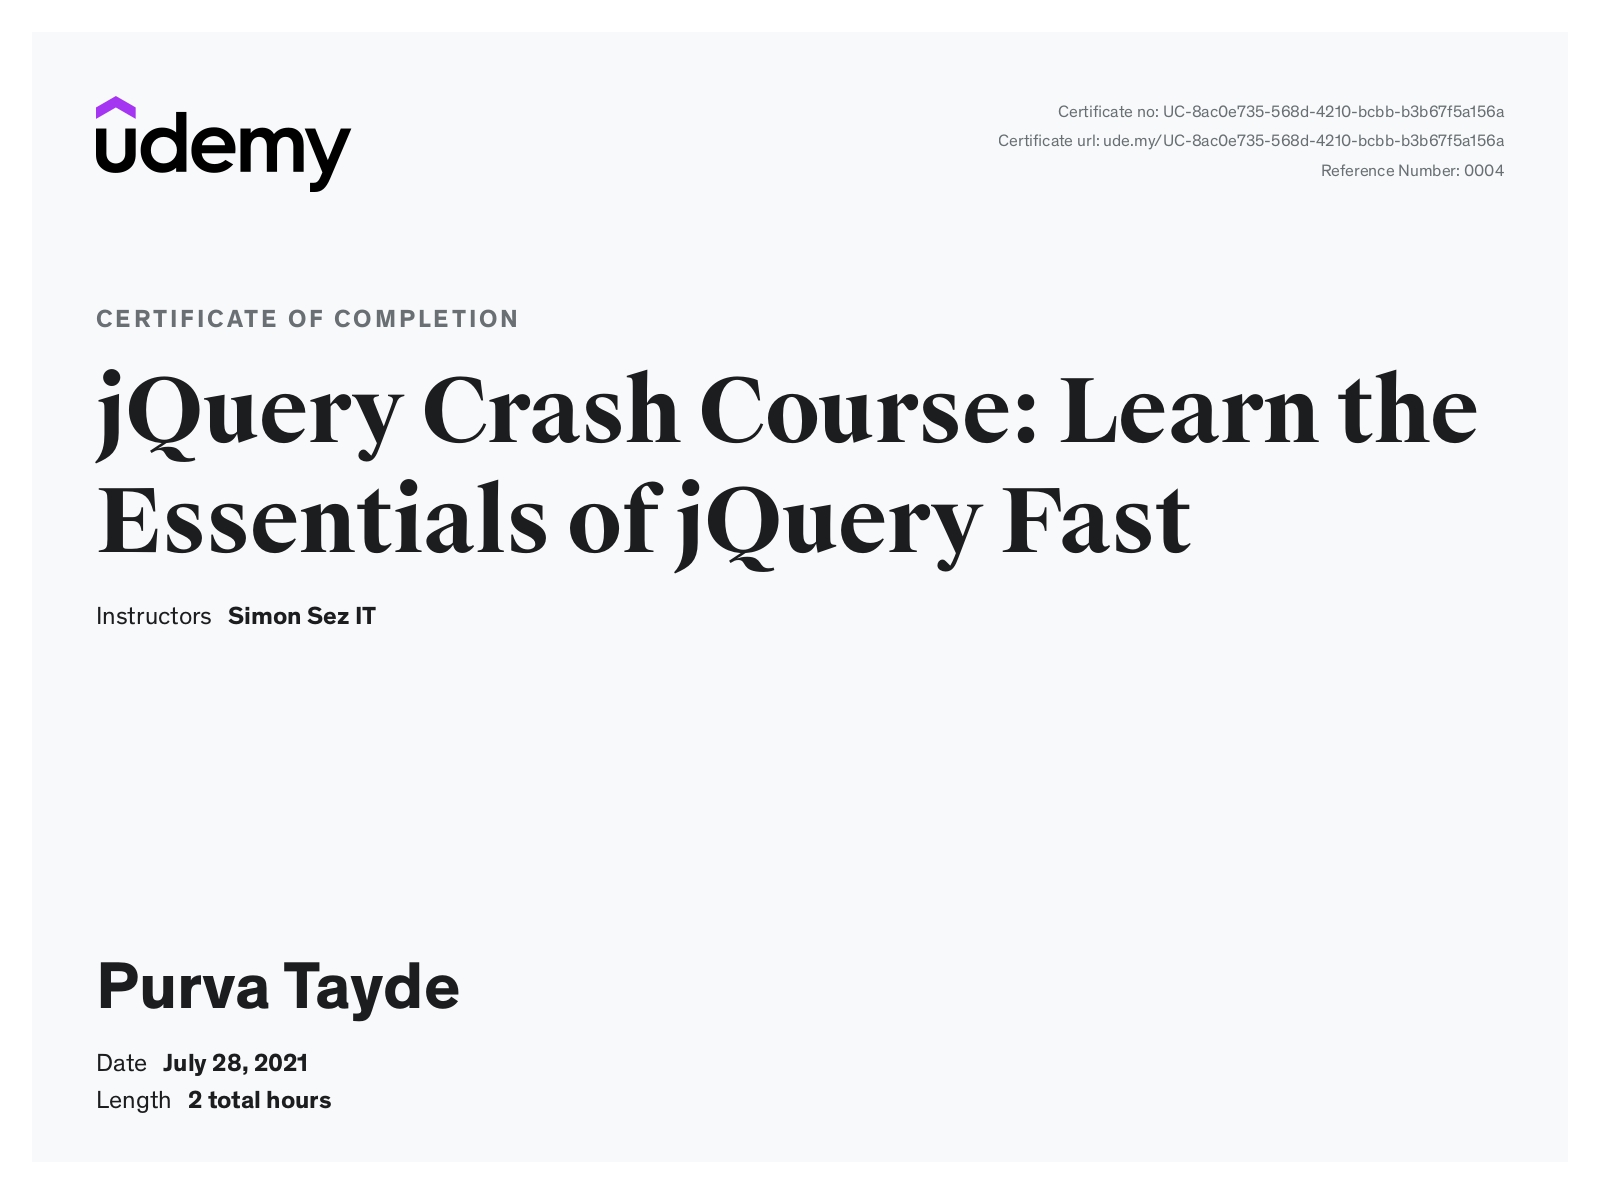 udemy
Certificate no: UC-8ac0e735-568d-4210-bcbb-b3b67f5a156a
Certificate url: ude.my/UC-8ac0e735-568d-4210-bcbb-b3b67f5a156a
Reference Number: 0004
CERTIFICATE OF COMPLETION
jQuery Crash Course: Learn the
Essentials of jQuery Fast
Instructors Simon Sez IT
Purva Tayde
Date July 28, 2021
Length 2 total hours